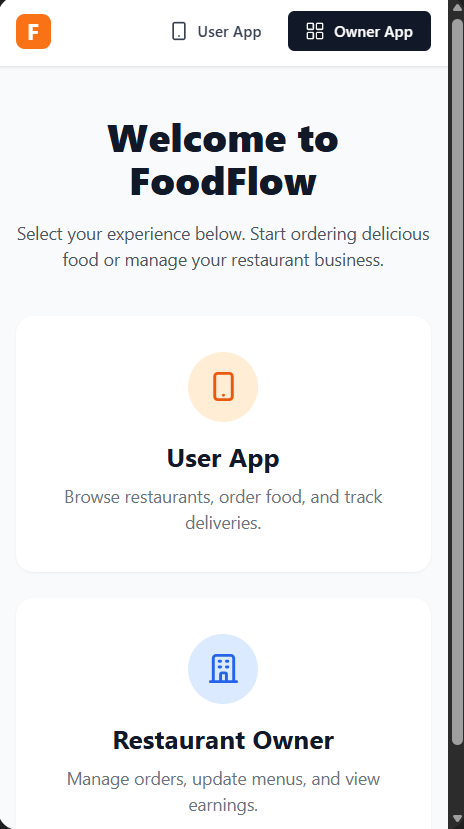 F
User App
Owner App
Welcome to
FoodFlow
Select your experience below. Start ordering delicious
food or manage your restaurant business.
User App
Browse restaurants, order food, and track
deliveries.
Restaurant Owner
Manage orders, update menus, and view
earnings.